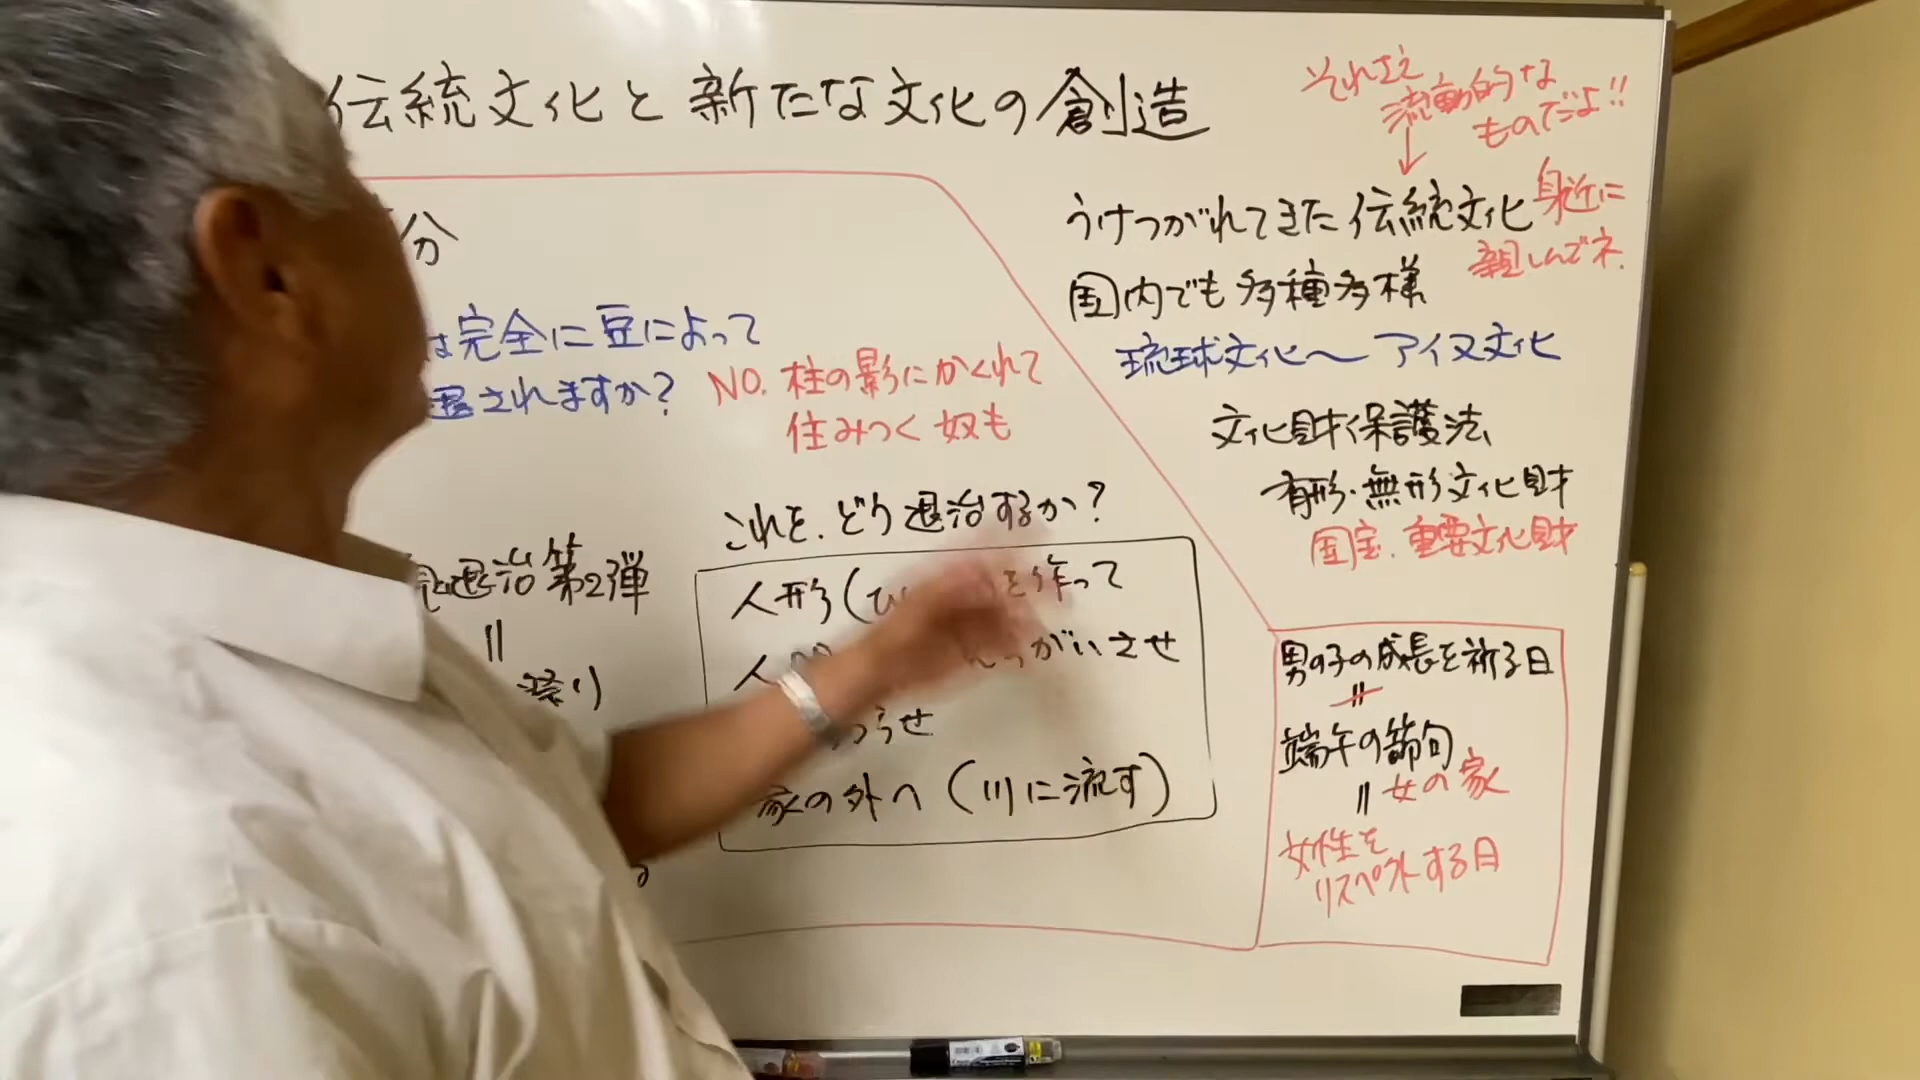 伝統文化と新たな文化の創造
分
は完全に豆によって
退されますか?
NO. 柱の影にかくれて
住みつく奴も
これを、どう退治するか?
退治第2弾
=
祭り
人形(ひ を作って
人 がいさせ
うせ
家の外へ(川に流す)
る
それさえ
流動的な
ものだよ!!
↓
うけつがれてきた伝統文化
身近に
親しんでネ.
国内でも多種多様
琉球文化〜アイヌ文化
文化財保護法
有形・無形文化財
国宝、重要文化財
男の子の成長を祈る日
≠
端午の節句
= 女の家
女性を
リスペクトする日